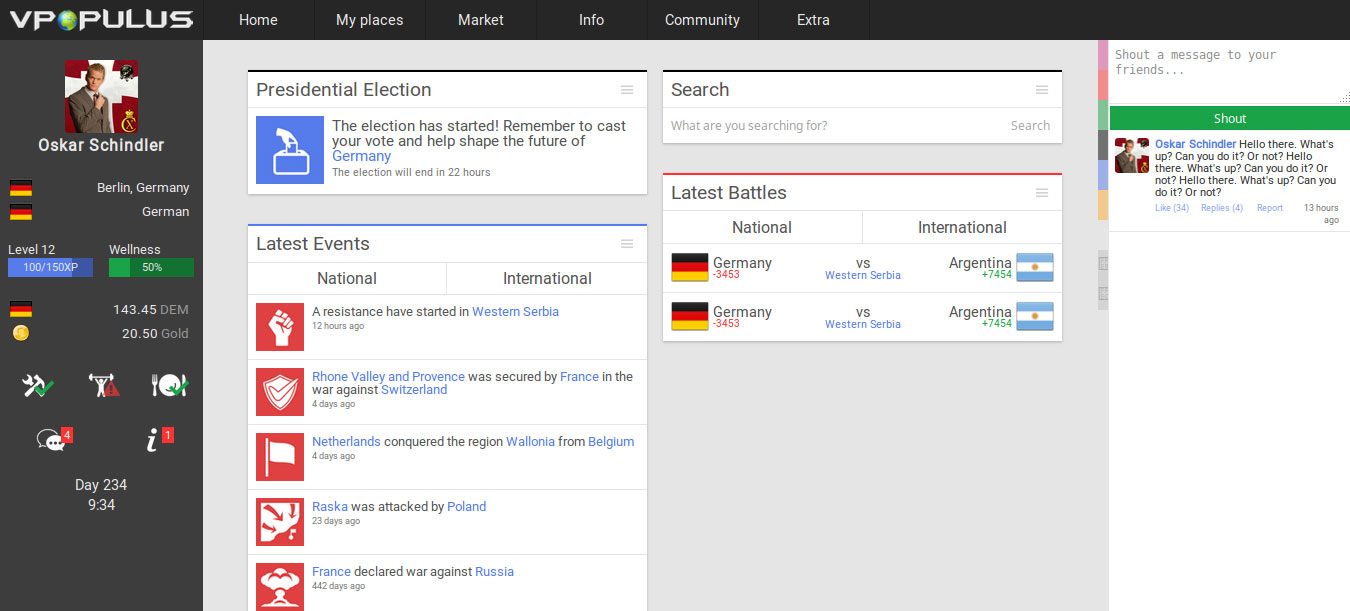 VPOPULUS
Home
My places
Market
Info
Community
Extra
Oskar Schindler
Berlin, Germany
German
Level 12
Wellness
100/150XP
50%
143.45 DEM
20.50 Gold
4
1
Day 234
9:34
Presidential Election
The election has started! Remember to cast
your vote and help shape the future of
Germany
The election will end in 22 hours
Latest Events
National
International
A resistance have started in Western Serbia
12 hours ago
Rhone Valley and Provence was secured by France in the
war against Switzerland
4 days ago
Netherlands conquered the region Wallonia from Belgium
4 days ago
Raska was attacked by Poland
23 days ago
France declared war against Russia
442 days ago
Search
What are you searching for?
Search
Latest Battles
National
International
Germany
-3453
vs
Western Serbia
Argentina
+7454
Germany
-3453
vs
Western Serbia
Argentina
+7454
Shout a message to your
friends...
Shout
Oskar Schindler Hello there. What's
up? Can you do it? Or not? Hello
there. What's up? Can you do it? Or
not? Hello there. What's up? Can you
do it? Or not?
Like (34)
Replies (4)
Report
13 hours
ago